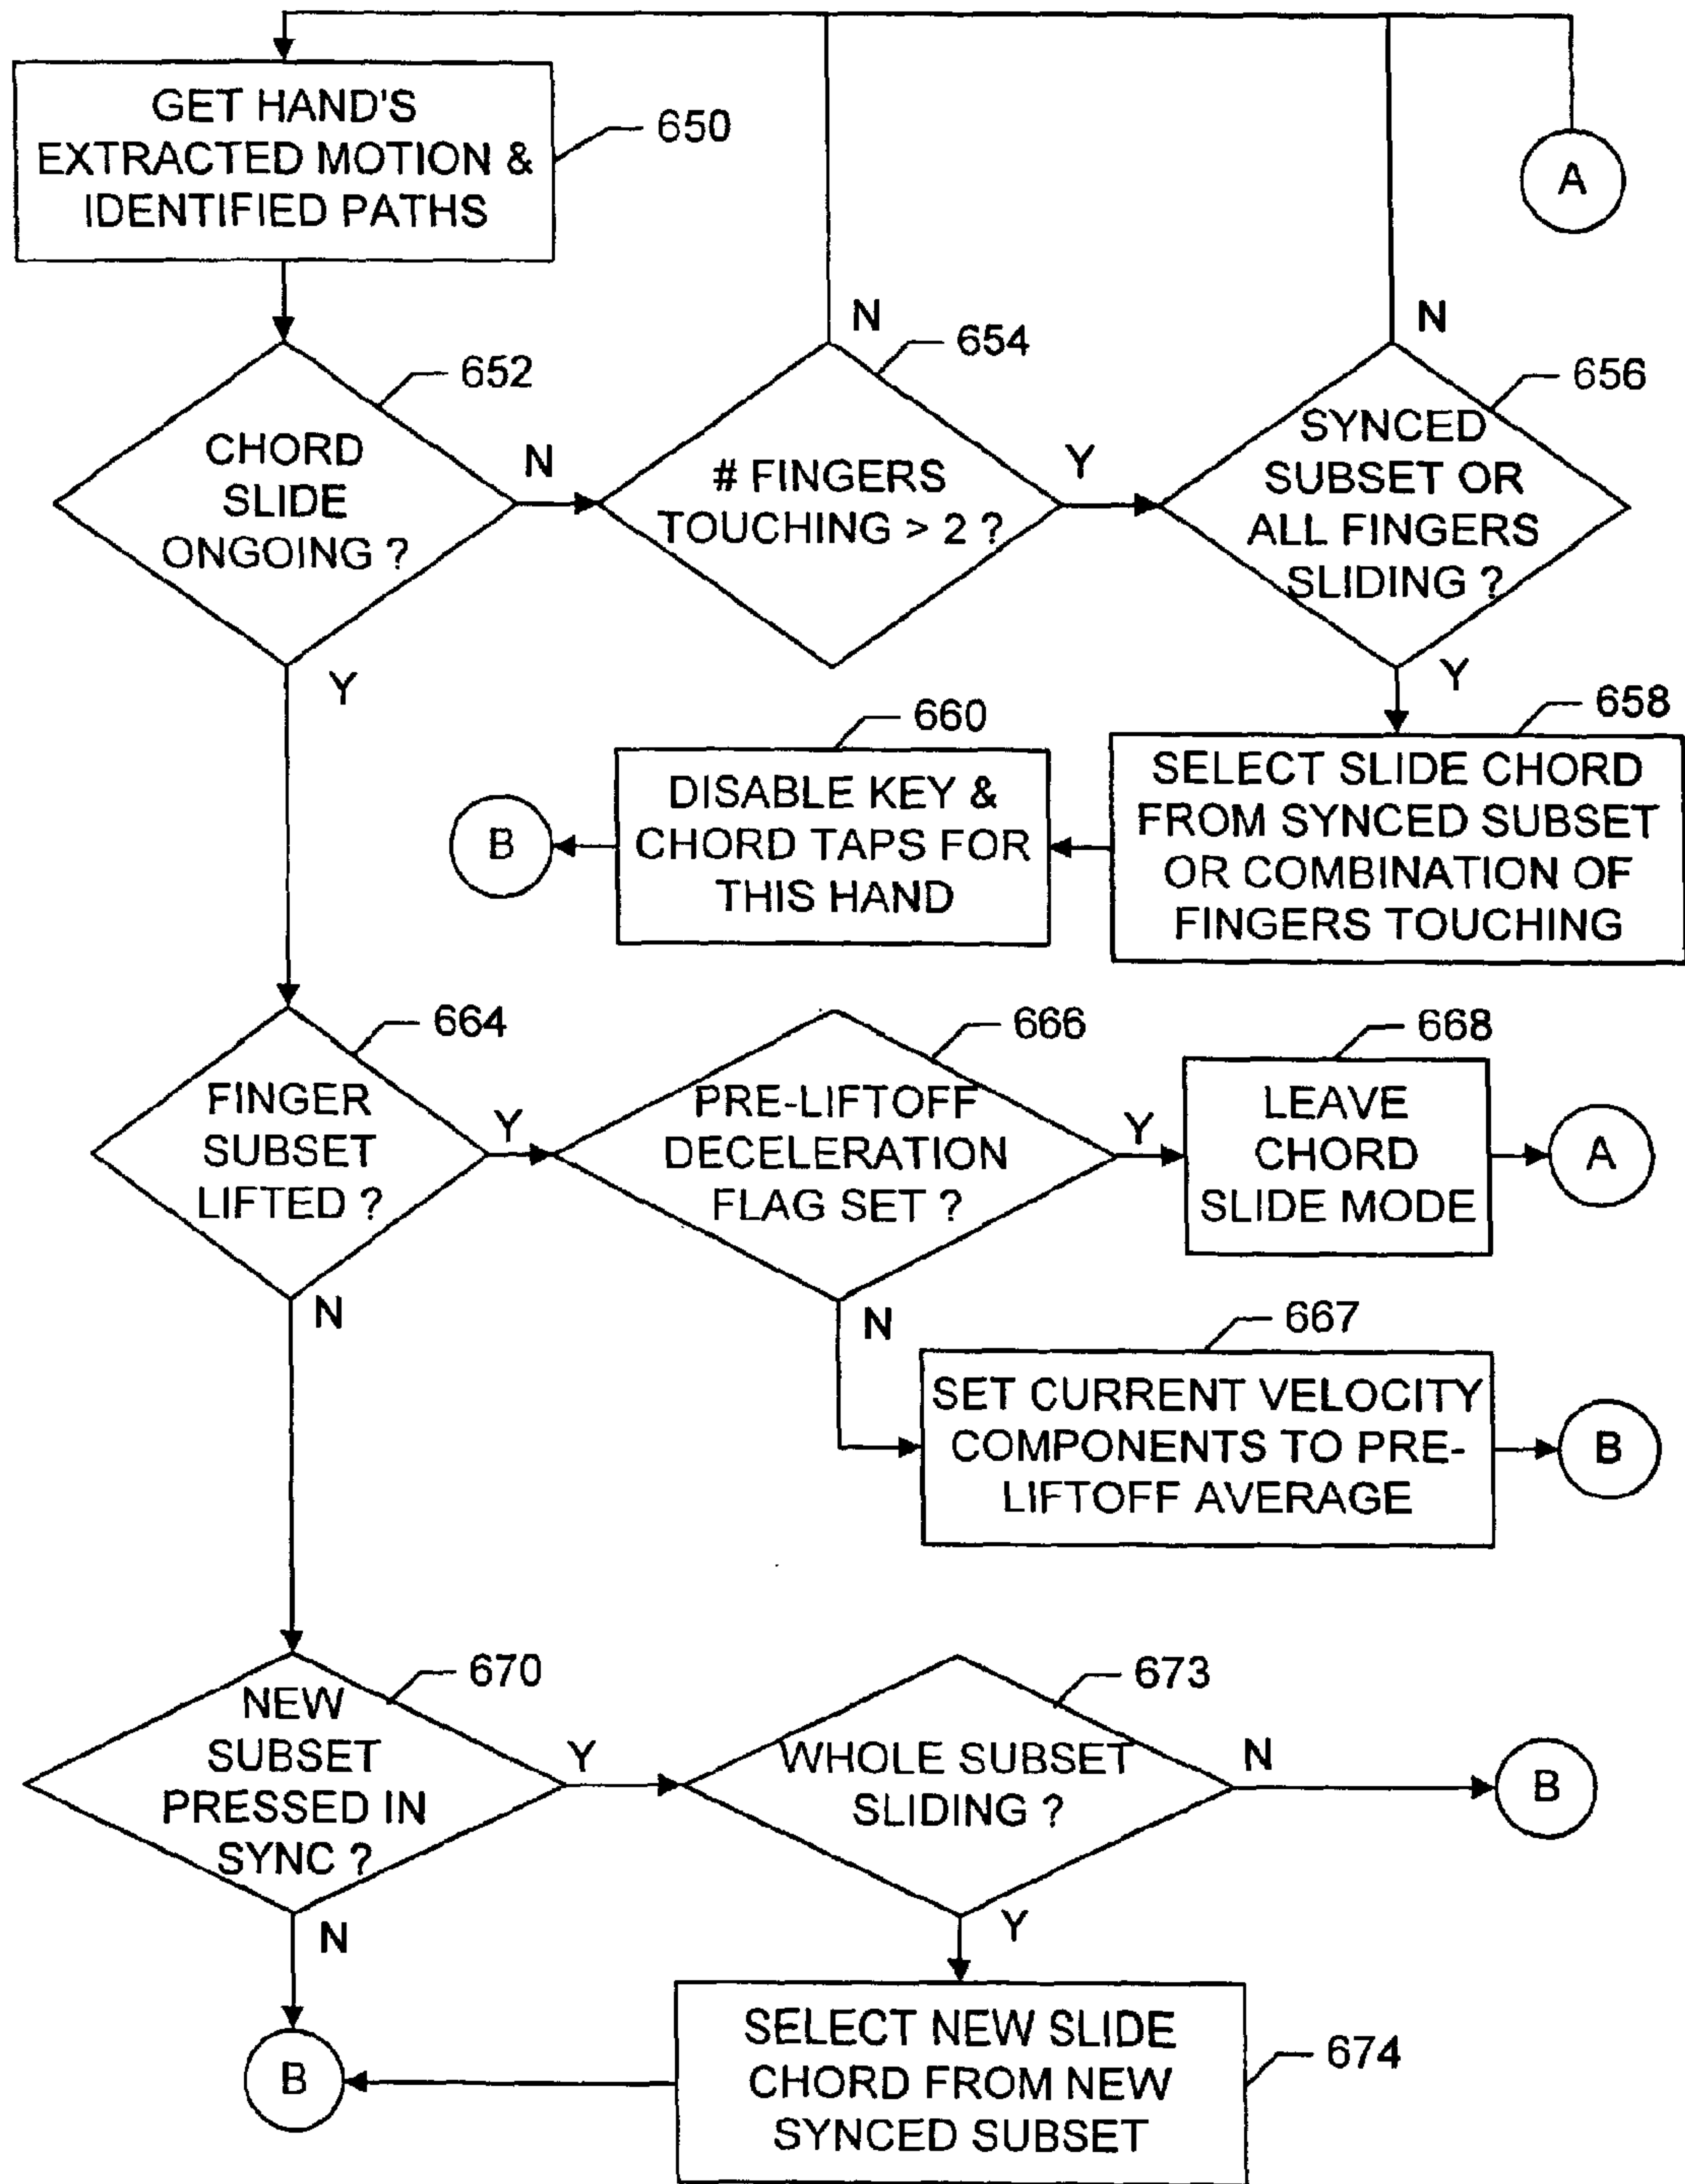 GET HAND'S
EXTRACTED MOTION &
IDENTIFIED PATHS
650
A
652
CHORD
SLIDE
ONGOING ?
N
Y
654
# FINGERS
TOUCHING > 2 ?
N
Y
656
SYNCED
SUBSET OR
ALL FINGERS
SLIDING ?
N
Y
658
SELECT SLIDE CHORD
FROM SYNCED SUBSET
OR COMBINATION OF
FINGERS TOUCHING
660
DISABLE KEY &
CHORD TAPS FOR
THIS HAND
B
664
FINGER
SUBSET
LIFTED ?
Y
N
666
PRE-LIFTOFF
DECELERATION
FLAG SET ?
Y
N
668
LEAVE
CHORD
SLIDE MODE
A
667
SET CURRENT VELOCITY
COMPONENTS TO PRE-
LIFTOFF AVERAGE
B
670
NEW
SUBSET
PRESSED IN
SYNC ?
Y
N
673
WHOLE SUBSET
SLIDING ?
N
B
Y
674
SELECT NEW SLIDE
CHORD FROM NEW
SYNCED SUBSET
B